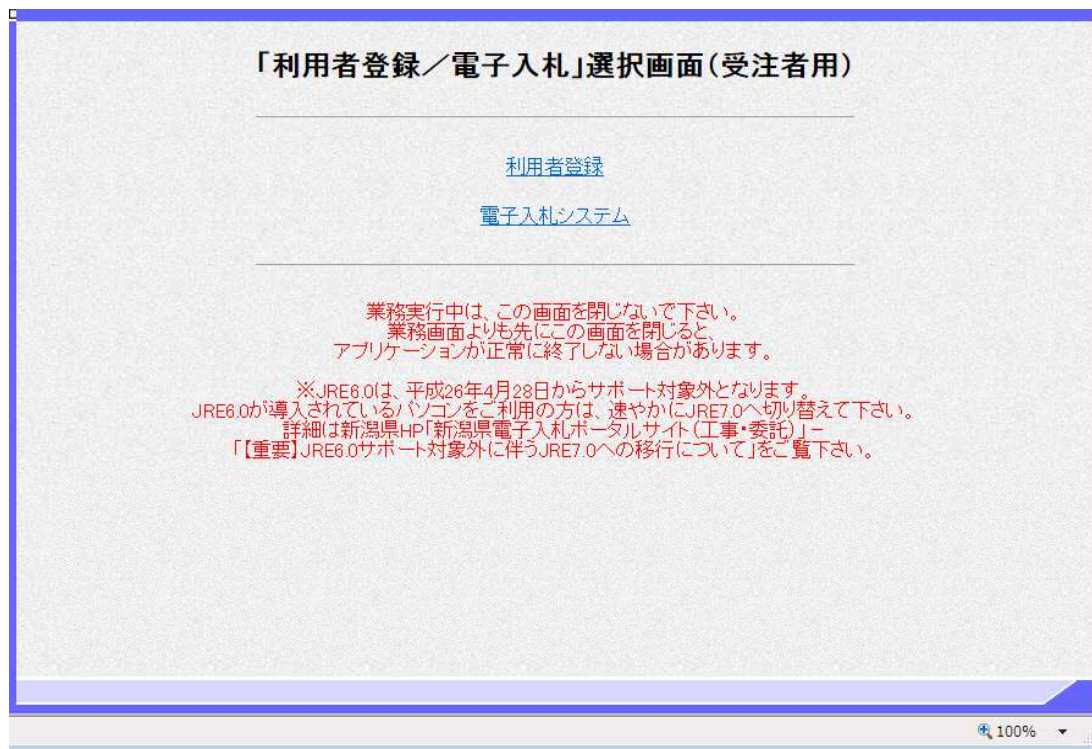 「利用者登録／電子入札」選択画面(受注者用)
利用者登録
電子入札システム
業務実行中は、この画面を閉じないで下さい。
業務画面よりも先にこの画面を閉じると、
アプリケーションが正常に終了しない場合があります。
※JRE6.0は、平成26年4月28日からサポート対象外となります。
JRE6.0が導入されているパソコンをご利用の方は、速やかにJRE7.0へ切り替えて下さい。
詳細は新潟県HP「新潟県電子入札ポータルサイト(工事・委託)」－
「【重要】JRE6.0サポート対象外に伴うJRE7.0への移行について」をご覧下さい。
100%